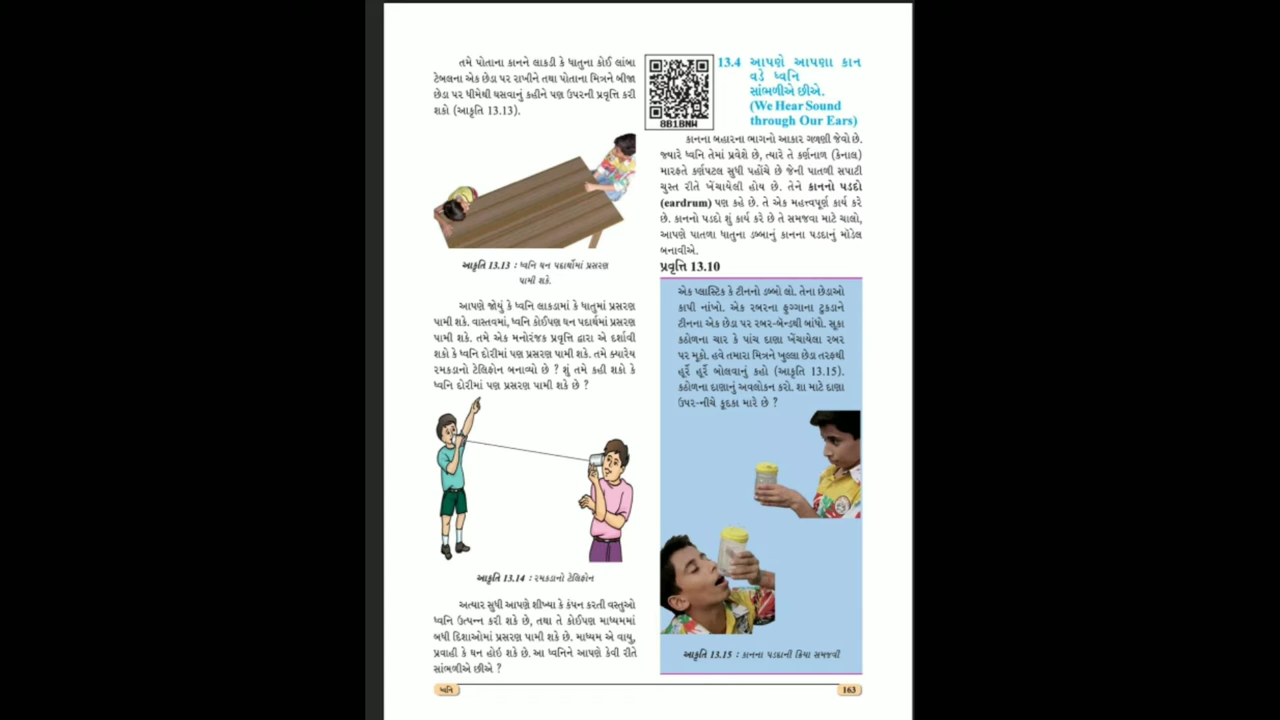 તમે પોતાના કાનને લાકડી કે ધાતુના કોઈ લાંબા
ટેબલના એક છેડા પર રાખીને તથા પોતાના મિત્રને બીજા
છેડા પર ધીમેથી ઘસવાનું કહીને પણ ઉપરની પ્રવૃત્તિ કરી
શકો (આકૃતિ 13.13).
આકૃતિ 13.13 : ધ્વનિ ઘન પદાર્થોમાં પ્રસરણ
પામી શકે.
આપણે જોયું કે ધ્વનિ લાકડામાં કે ધાતુમાં પ્રસરણ
પામી શકે. વાસ્તવમાં, ધ્વનિ કોઈપણ ઘન પદાર્થમાં પ્રસરણ
પામી શકે. તમે એક મનોરંજક પ્રવૃત્તિ દ્વારા એ દર્શાવી
શકો કે ધ્વનિ દોરીમાં પણ પ્રસરણ પામી શકે. તમે ક્યારેય
રમકડાનો ટેલિફોન બનાવ્યો છે ? શું તમે કહી શકો કે
ધ્વનિ દોરીમાં પણ પ્રસરણ પામી શકે છે ?
આકૃતિ 13.14 : રમકડાનો ટેલિફોન
અત્યાર સુધી આપણે શીખ્યા કે કંપન કરતી વસ્તુઓ
ધ્વનિ ઉત્પન્ન કરી શકે છે, તથા તે કોઈપણ માધ્યમમાં
બધી દિશાઓમાં પ્રસરણ પામી શકે છે. માધ્યમ એ વાયુ,
પ્રવાહી કે ઘન હોઇ શકે છે. આ ધ્વનિને આપણે કેવી રીતે
સાંભળીએ છીએ ?
8B1BNW
13.4 આપણે આપણા કાન
વડે ધ્વનિ
સાંભળીએ છીએ.
(We Hear Sound
through Our Ears)
કાનના બહારના ભાગનો આકાર ગળણી જેવો છે.
જ્યારે ધ્વનિ તેમાં પ્રવેશે છે, ત્યારે તે કર્ણનાળ (કેનાલ)
મારફતે કર્ણપટલ સુધી પહોંચે છે જેની પાતળી સપાટી
ચુસ્ત રીતે ખેંચાયેલી હોય છે. તેને કાનનો પડદો
(eardrum) પણ કહે છે. તે એક મહત્ત્વપૂર્ણ કાર્ય કરે
છે. કાનનો પડદો શું કાર્ય કરે છે તે સમજવા માટે ચાલો,
આપણે પાતળા ધાતુના ડબ્બાનું કાનના પડદાનું મૉડેલ
બનાવીએ.
પ્રવૃત્તિ 13.10
એક પ્લાસ્ટિક કે ટીનનો ડબ્બો લો. તેના છેડાઓ
કાપી નાંખો. એક રબરના ફુગ્ગાના ટુકડાને
ટીનના એક છેડા પર રબર-બેન્ડથી બાંધો. સૂકા
કઠોળના ચાર કે પાંચ દાણા ખેંચાયેલા રબર
પર મૂકો. હવે તમારા મિત્રને ખુલ્લા છેડા તરફથી
હૂર્રે હૂર્રે બોલવાનું કહો (આકૃતિ 13.15).
કઠોળના દાણાનું અવલોકન કરો. શા માટે દાણા
ઉપર-નીચે કૂદકા મારે છે ?
આકૃતિ 13.15 : કાનના પડદાની ક્રિયા સમજવી
ધ્વનિ
163